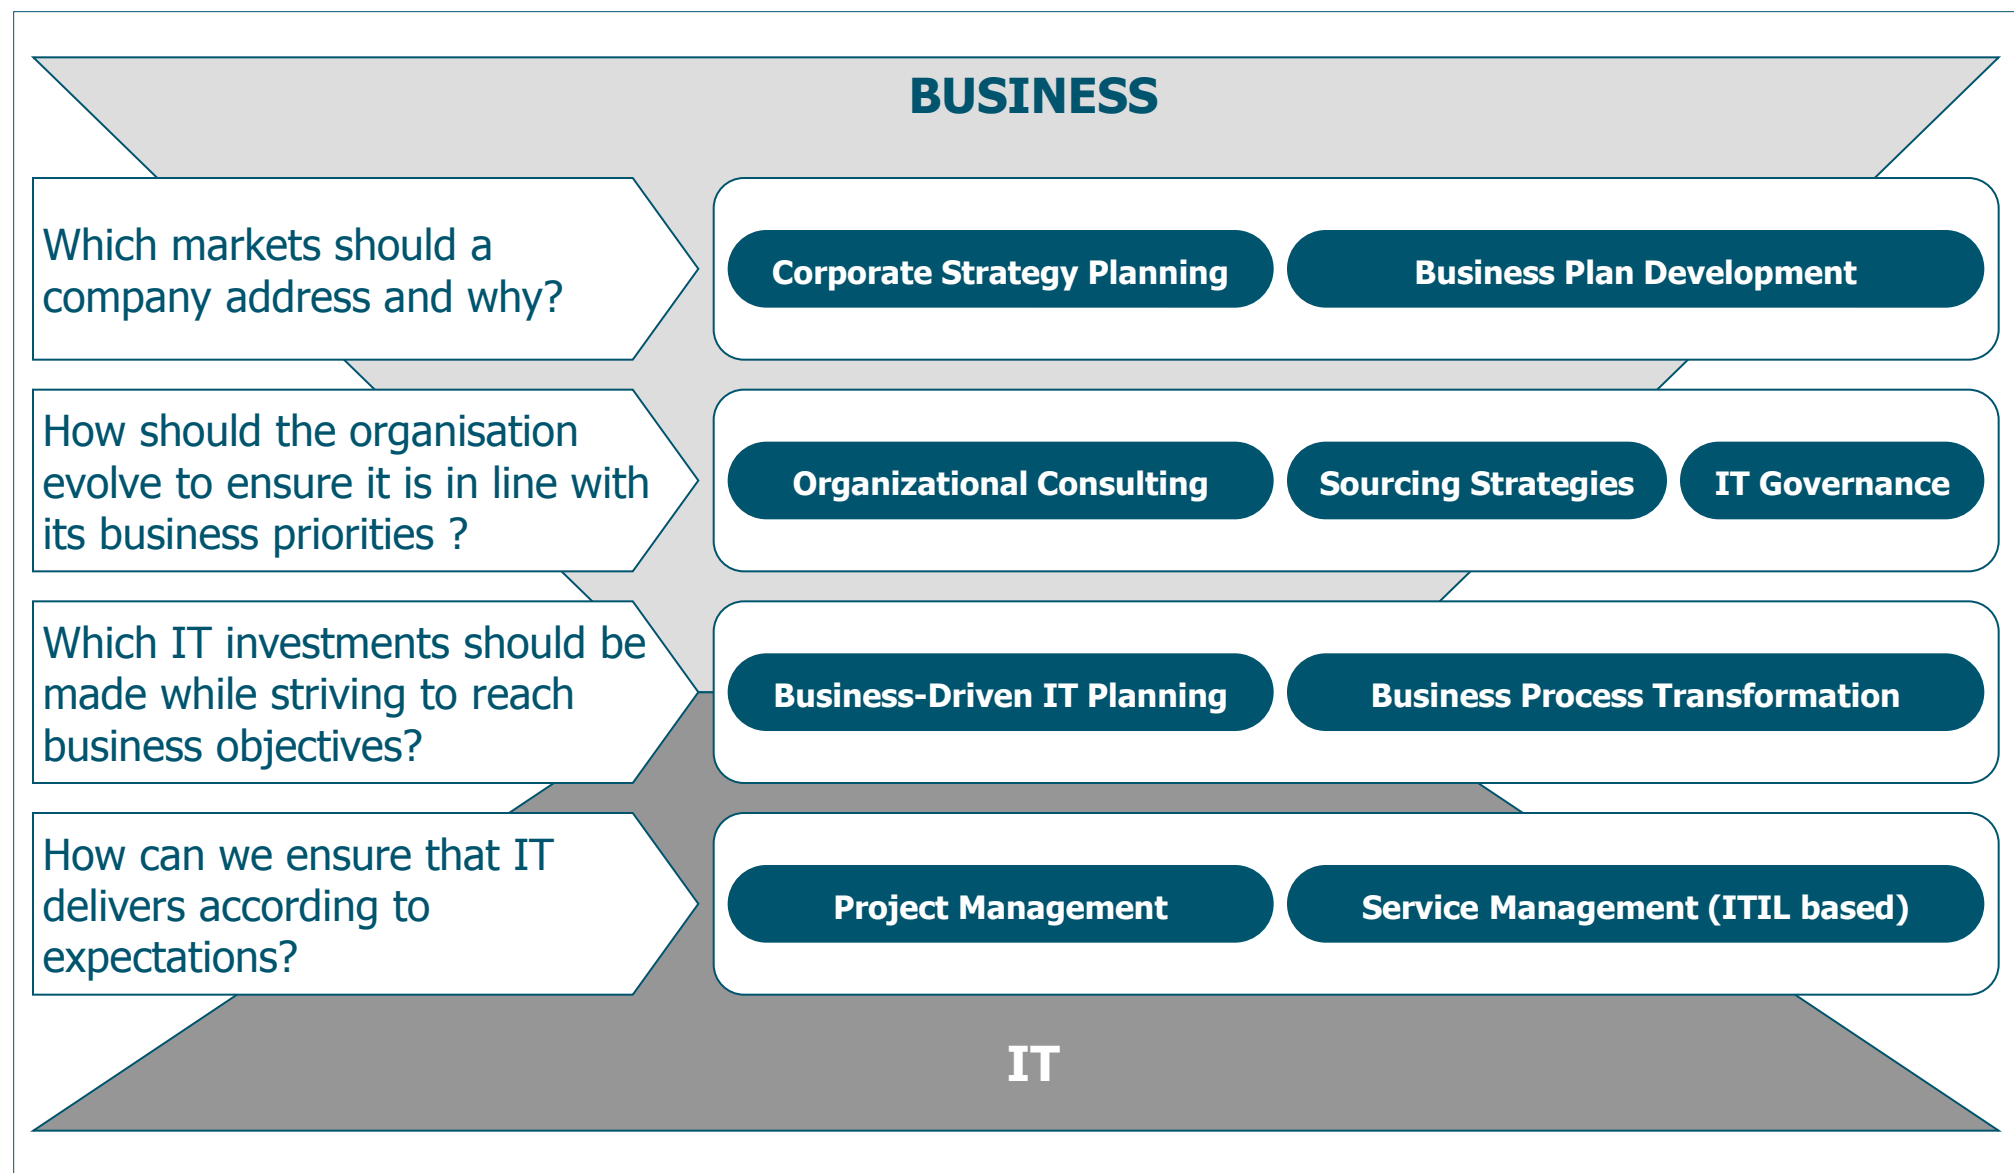 BUSINESS
Which markets should a
company address and why?
Corporate Strategy Planning
Business Plan Development
How should the organisation
evolve to ensure it is in line with
its business priorities ?
Organizational Consulting
Sourcing Strategies
IT Governance
Which IT investments should be
made while striving to reach
business objectives?
Business-Driven IT Planning
Business Process Transformation
How can we ensure that IT
delivers according to
expectations?
Project Management
Service Management (ITIL based)
IT